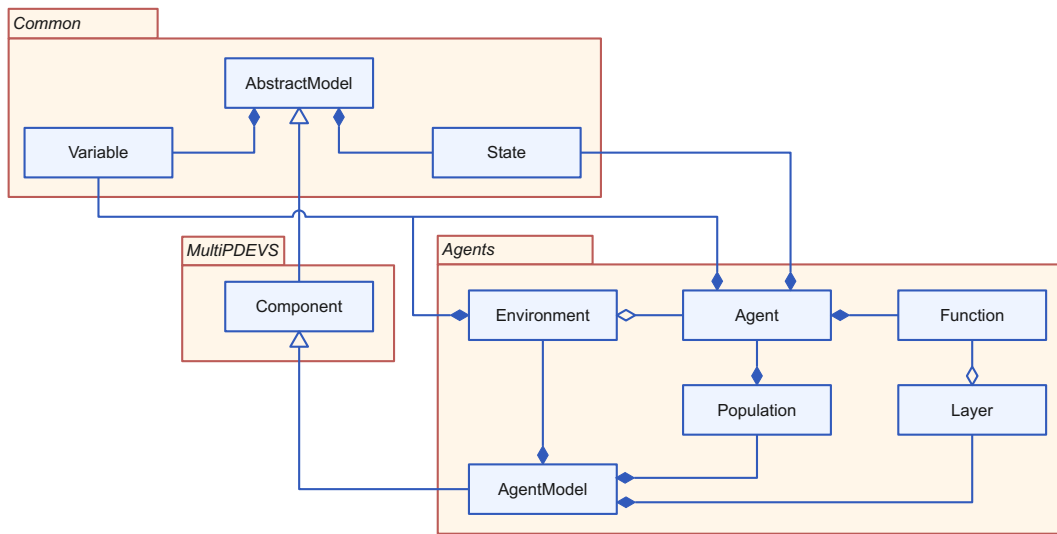 Common
AbstractModel
Variable
State
MultiPDEVS
Agents
Component
Environment
Agent
Function
Population
Layer
AgentModel